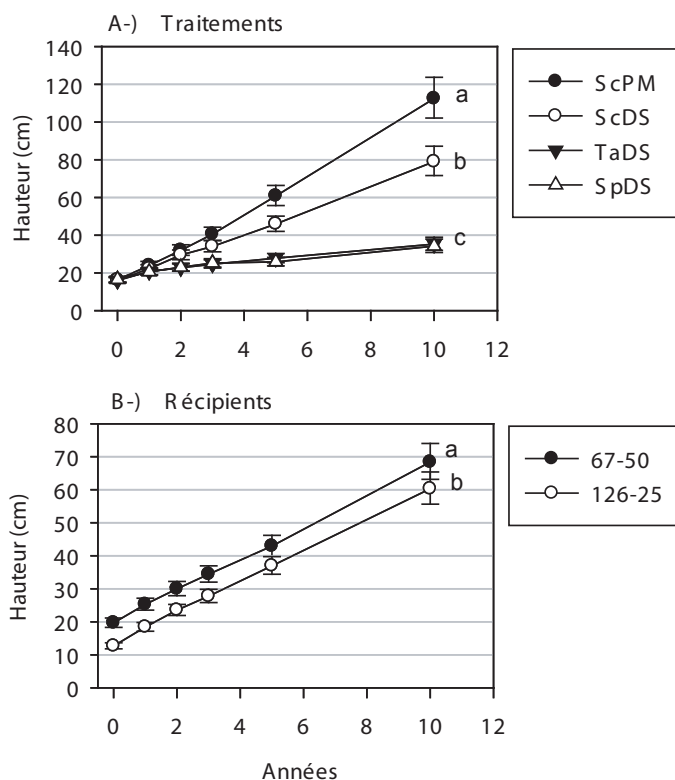 A-) Traitements
140
120
100
80
60
40
20
0
Hauteur (cm)
a
b
c
0 2 4 6 8 10 12
ScPM
ScDS
TaDS
SpDS
B-) Récipients
80
70
60
50
40
30
20
10
0
Hauteur (cm)
a
b
0 2 4 6 8 10 12
Années
67-50
126-25